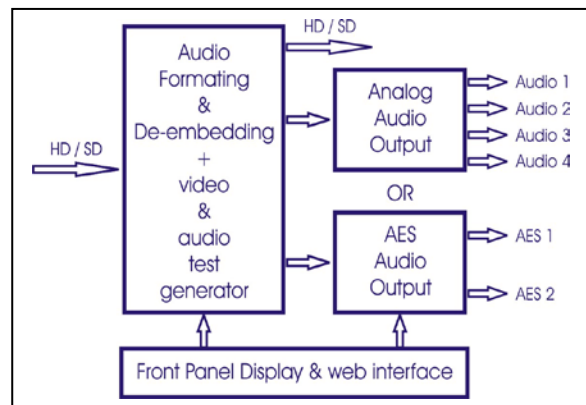 HD / SD
HD / SD
Audio
Formating
&
De-embedding
+
video
&
audio
test
generator
Analog
Audio
Output
Audio 1
Audio 2
Audio 3
Audio 4
OR
AES
Audio
Output
AES 1
AES 2
Front Panel Display & web interface